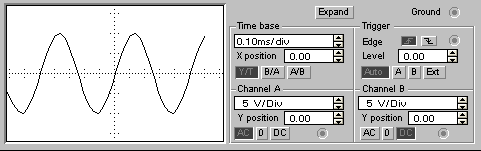 Expand Ground
Time base
0.10ms/div
X position 0.00
Y/T B/A A/B
Trigger
Edge
Level 0.00
Auto A B Ext
Channel A
5 V/Div
Y position 0.00
AC 0 DC
Channel B
5 V/Div
Y position 0.00
AC 0 DC